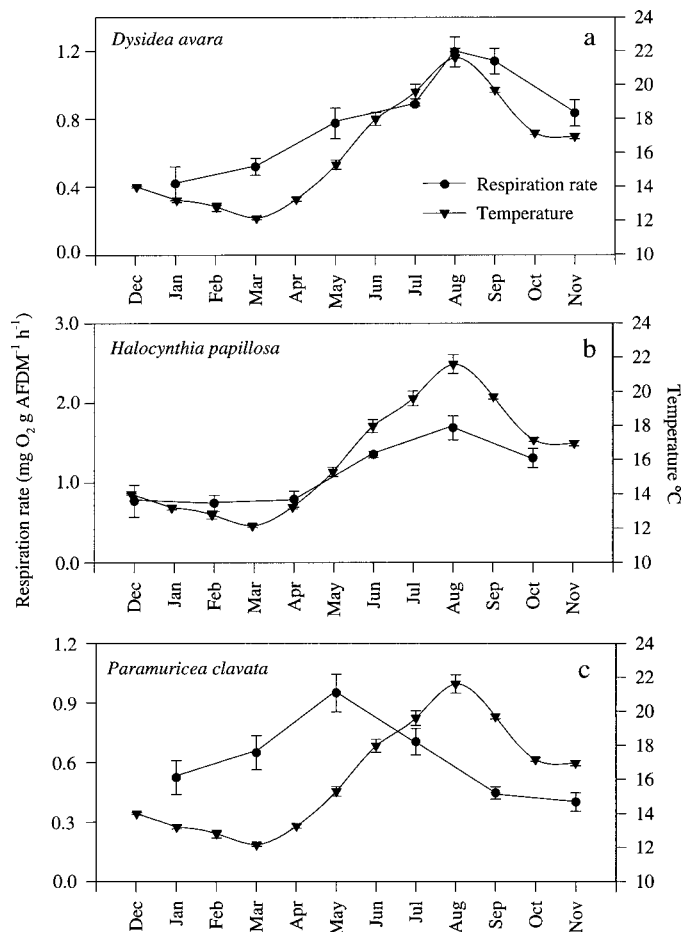 Dysidea avara
a
1.2
0.8
0.4
0.0
24
22
20
18
16
14
12
10
Respiration rate
Temperature
Dec Jan Feb Mar Apr May Jun Jul Aug Sep Oct Nov
Halocynthia papillosa
b
3.0
2.0
1.0
0.0
24
22
20
18
16
14
12
10
Respiration rate (mg O2 g AFDM⁻¹ h⁻¹)
Temperature °C
Dec Jan Feb Mar Apr May Jun Jul Aug Sep Oct Nov
Paramuricea clavata
c
1.2
0.9
0.6
0.3
0.0
24
22
20
18
16
14
12
10
Dec Jan Feb Mar Apr May Jun Jul Aug Sep Oct Nov